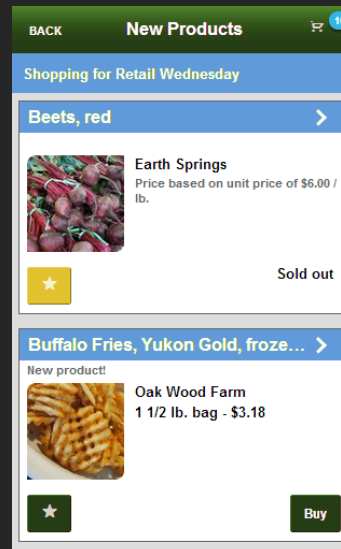 BACK New Products
Shopping for Retail Wednesday
Beets, red
Earth Springs
Price based on unit price of $6.00 /
lb.
Sold out
Buffalo Fries, Yukon Gold, froze...
New product!
Oak Wood Farm
1 1/2 lb. bag - $3.18
Buy